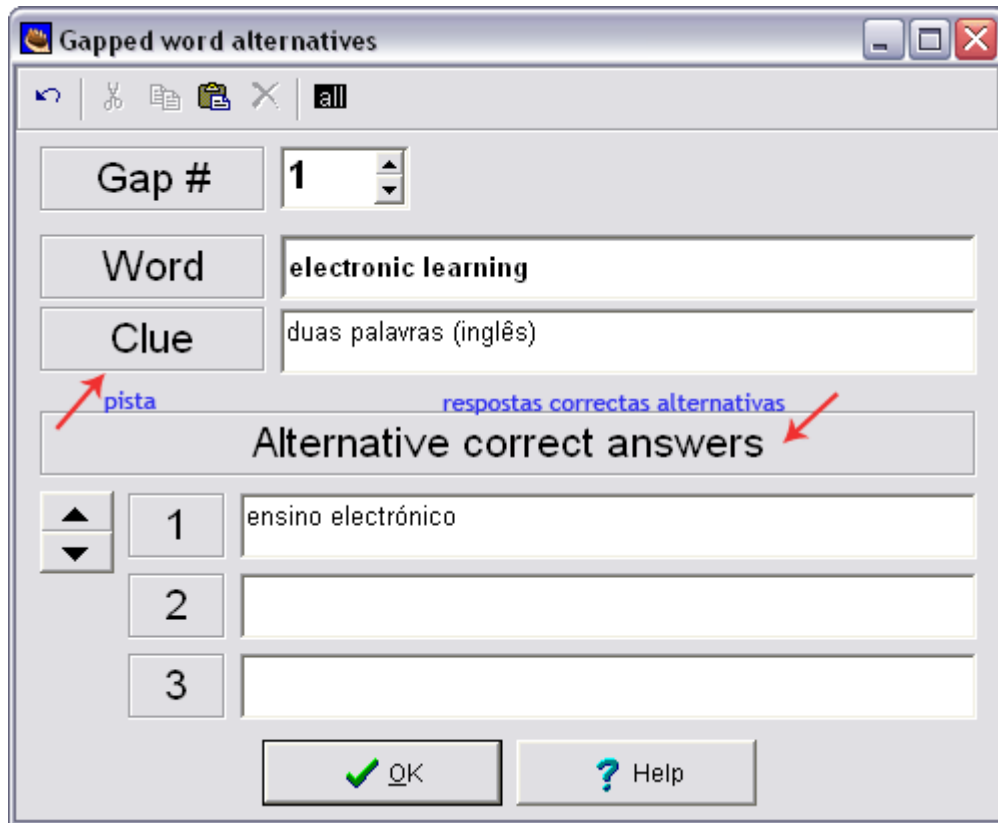 Gapped word alternatives
all
Gap # 1
Word electronic learning
Clue duas palavras (inglês)
pista respostas correctas alternativas
Alternative correct answers
1 ensino electrónico
2
3
OK Help